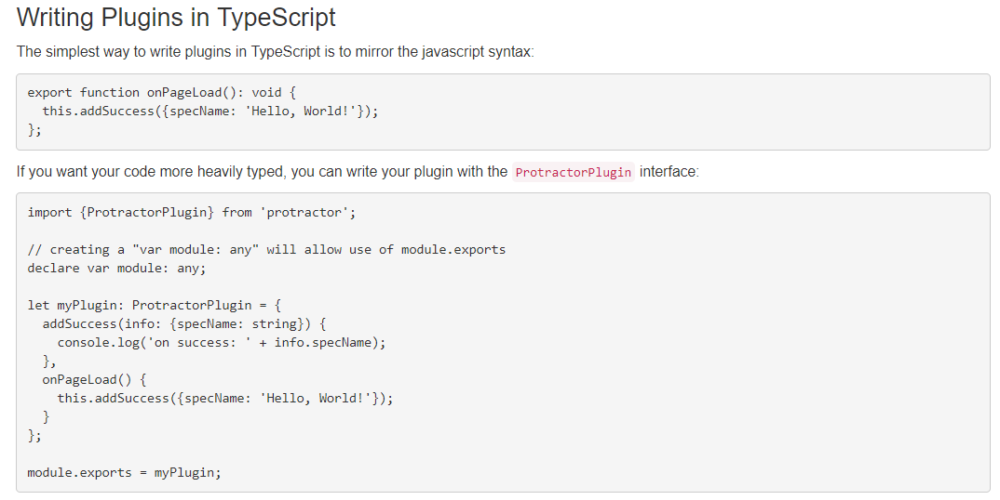 Writing Plugins in TypeScript
The simplest way to write plugins in TypeScript is to mirror the javascript syntax:
export function onPageLoad(): void {
  this.addSuccess({specName: 'Hello, World!'});
};
If you want your code more heavily typed, you can write your plugin with the ProtractorPlugin interface:
import {ProtractorPlugin} from 'protractor';
// creating a "var module: any" will allow use of module.exports
declare var module: any;
let myPlugin: ProtractorPlugin = {
  addSuccess(info: {specName: string}) {
    console.log('on success: ' + info.specName);
  },
  onPageLoad() {
    this.addSuccess({specName: 'Hello, World!'});
  }
};
module.exports = myPlugin;